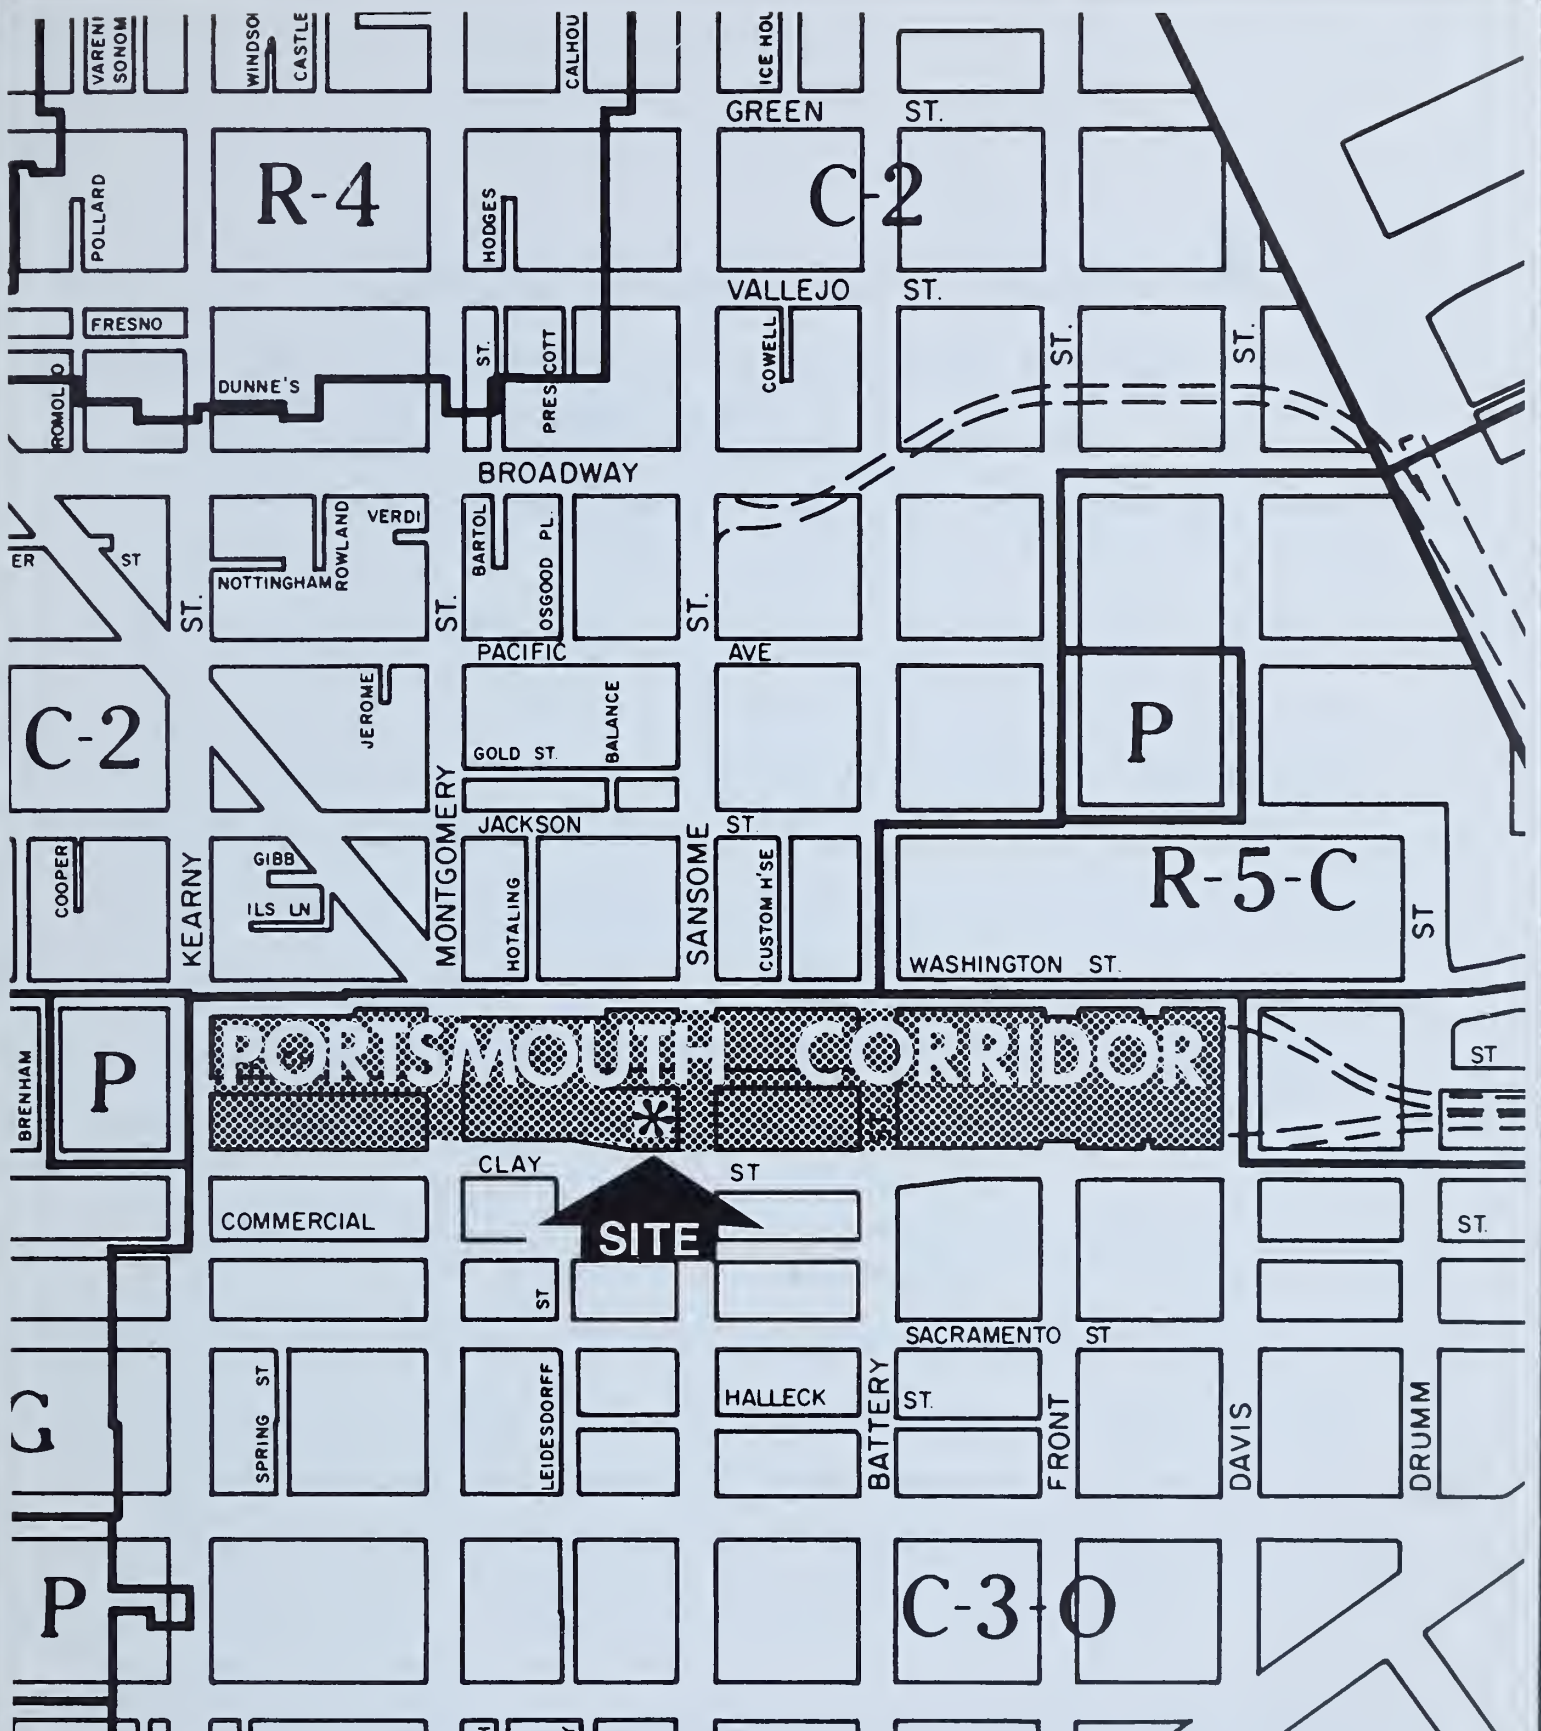 VARENI
SONOM
WINDSO
CASTLE
CALHOU
ICE HOU
GREEN ST.
R-4
C-2
POLLARD
HODGES
VALLEJO ST.
FRESNO
ROMOLO
DUNNE'S
ST.
PRESCOTT
COWELL
ST.
ST.
BROADWAY
ER
ST
ST.
NOTTINGHAM
ROWLAND
VERDI
ST.
BARTOL
OSGOOD PL.
ST.
PACIFIC AVE
C-2
JEROME
GOLD ST.
BALANCE
P
JACKSON ST.
COOPER
KEARNY
GIBB
ILS LN
MONTGOMERY
HOTALING
SANSOME
CUSTOM H'SE
R-5-C
WASHINGTON ST.
ST
BRENHAM
P
PORTSMOUTH CORRIDOR
*
ST
ST
CLAY ST
COMMERCIAL
SITE
ST.
ST
SACRAMENTO ST
SPRING ST
LEIDESDORFF
HALLECK ST.
BATTERY
FRONT
DAVIS
DRUMM
P
C-3-O